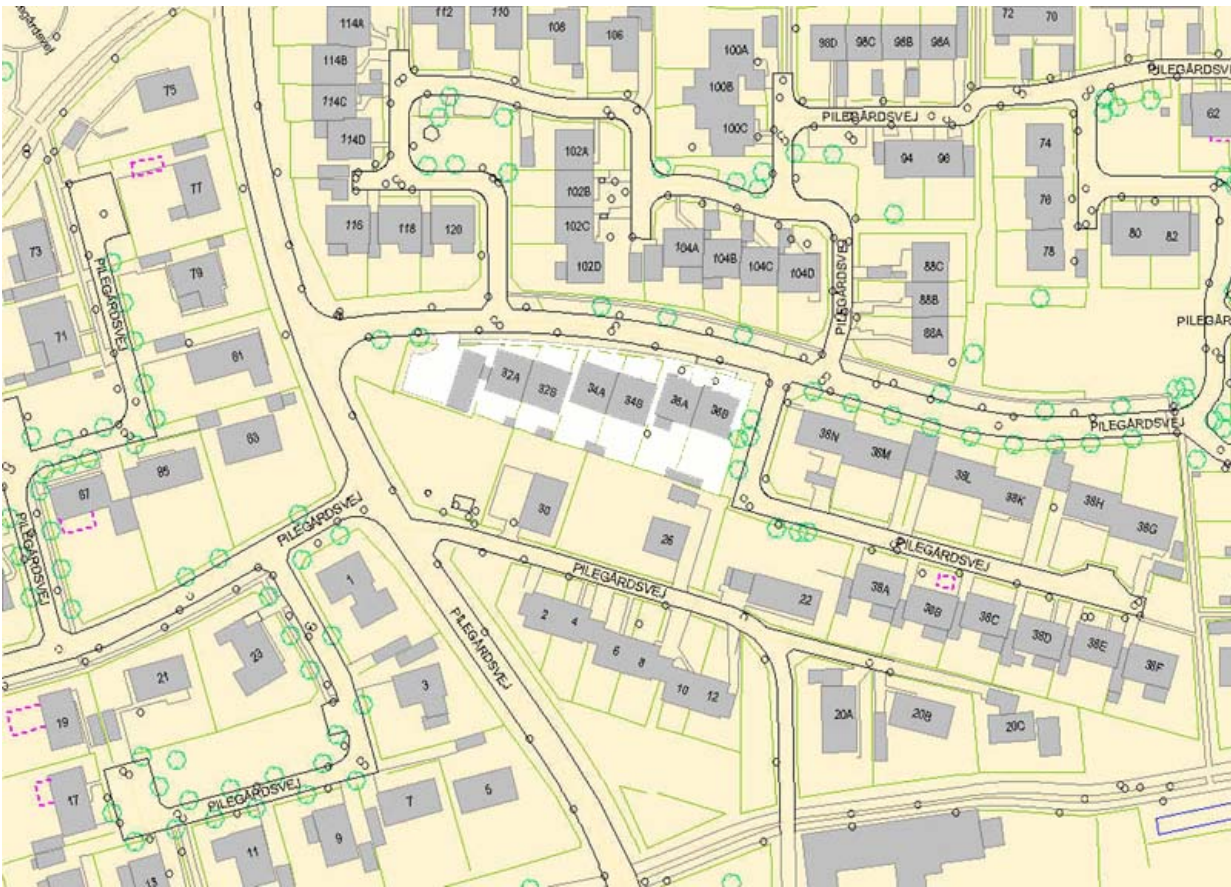 114A
112
110
108
106
100A
98D
98C
98B
98A
72
70
114B
100B
PILEGÅRDSVEJ
75
114C
PILEGÅRDSVEJ
62
114D
100C
102A
94
96
74
77
102B
76
116
118
120
102C
80
82
73
104A
104B
78
79
102D
104C
104D
88C
PILEGÅRDSVEJ
PILEGÅRDSVEJ
88B
71
88A
PILEGÅR
81
32A
32B
34A
34B
36A
36B
PILEGÅRDSVEJ
83
38N
38M
85
38L
87
38K
38H
30
38G
PILEGÅRDSVEJ
PILEGÅRDSVEJ
26
PILEGÅRDSVEJ
1
PILEGÅRDSVEJ
38A
22
2
4
38B
38C
23
PILEGÅRDSVEJ
6
8
38D
38E
38F
21
3
10
12
19
20A
20B
20C
17
PILEGÅRDSVEJ
7
5
9
11
13